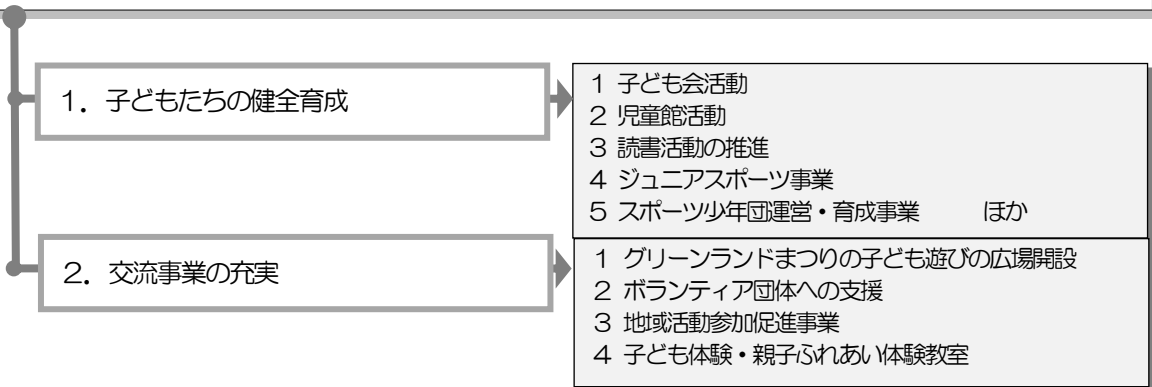 1．子どもたちの健全育成
1 子ども会活動
2 児童館活動
3 読書活動の推進
4 ジュニアスポーツ事業
5 スポーツ少年団運営・育成事業　　ほか
2．交流事業の充実
1 グリーンランドまつりの子ども遊びの広場開設
2 ボランティア団体への支援
3 地域活動参加促進事業
4 子ども体験・親子ふれあい体験教室